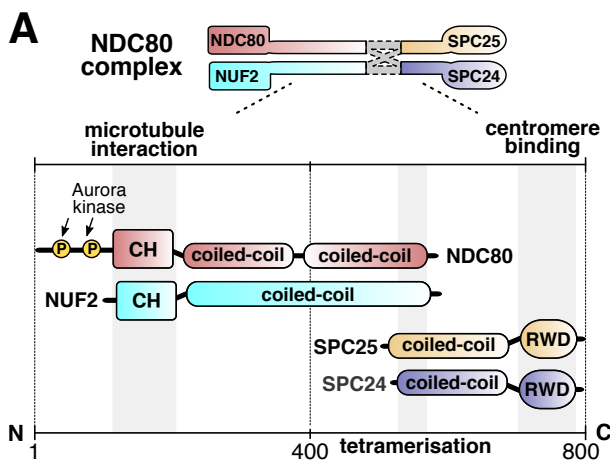 A
NDC80
complex
NDC80
SPC25
NUF2
SPC24
microtubule
interaction
centromere
binding
Aurora
kinase
P P CH coiled-coil coiled-coil NDC80
NUF2 CH coiled-coil
SPC25 coiled-coil RWD
SPC24 coiled-coil RWD
N C
1 400 tetramerisation 800